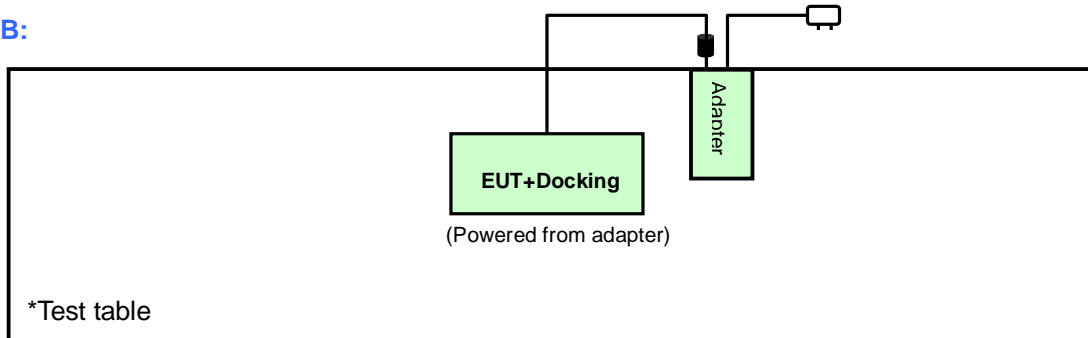 B:
Adapter
EUT+Docking
(Powered from adapter)
*Test table